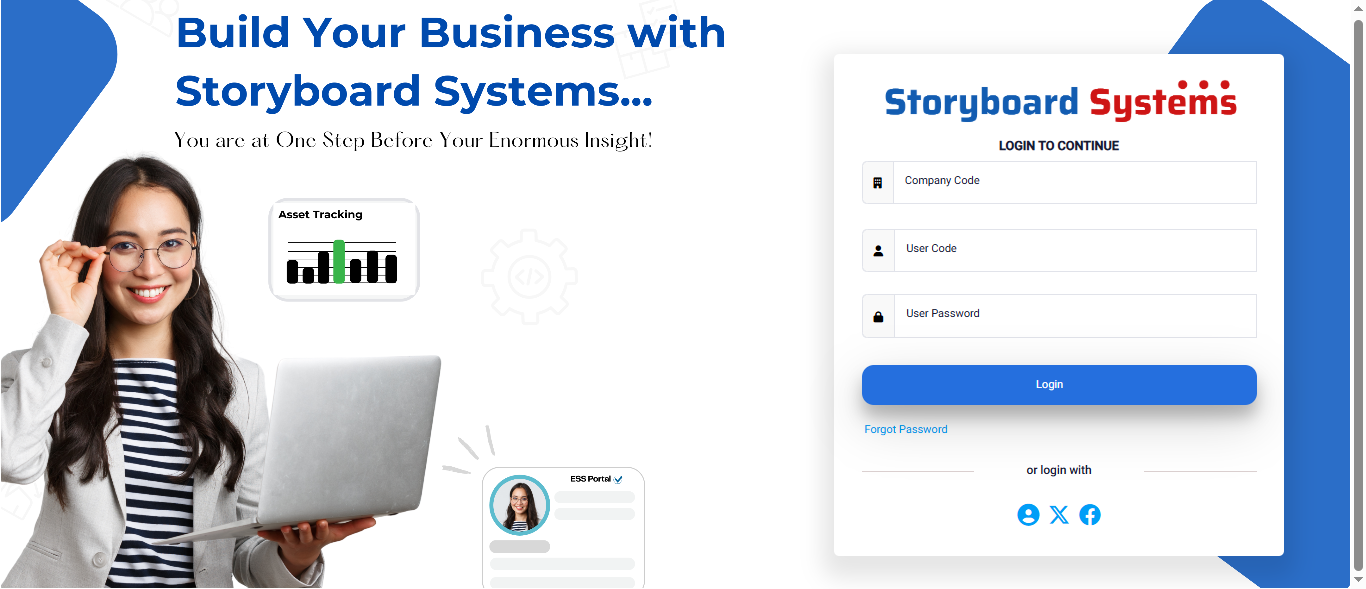 Build Your Business with
Storyboard Systems...
You are at One Step Before Your Enormous Insight!
Asset Tracking
ESS Portal
Storyboard Systems
LOGIN TO CONTINUE
Company Code
User Code
User Password
Login
Forgot Password
or login with